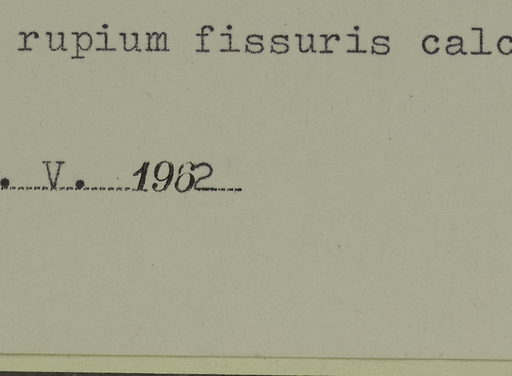 rupium fissuris calc
. V. 1962